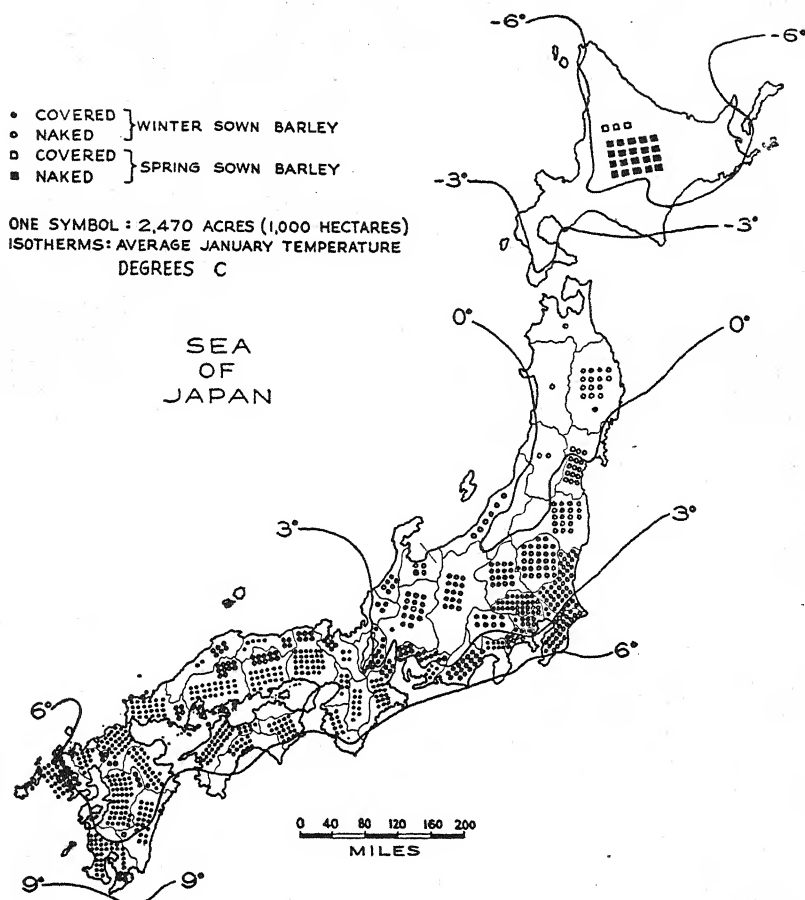 -6°
-6°
• COVERED
○ NAKED
WINTER SOWN BARLEY
□ COVERED
■ NAKED
SPRING SOWN BARLEY
-3°
-3°
ONE SYMBOL: 2,470 ACRES (1,000 HECTARES)
ISOTHERMS: AVERAGE JANUARY TEMPERATURE
DEGREES C
0°
0°
SEA
OF
JAPAN
3°
3°
6°
6°
0 40 80 120 160 200
MILES
9°
9°